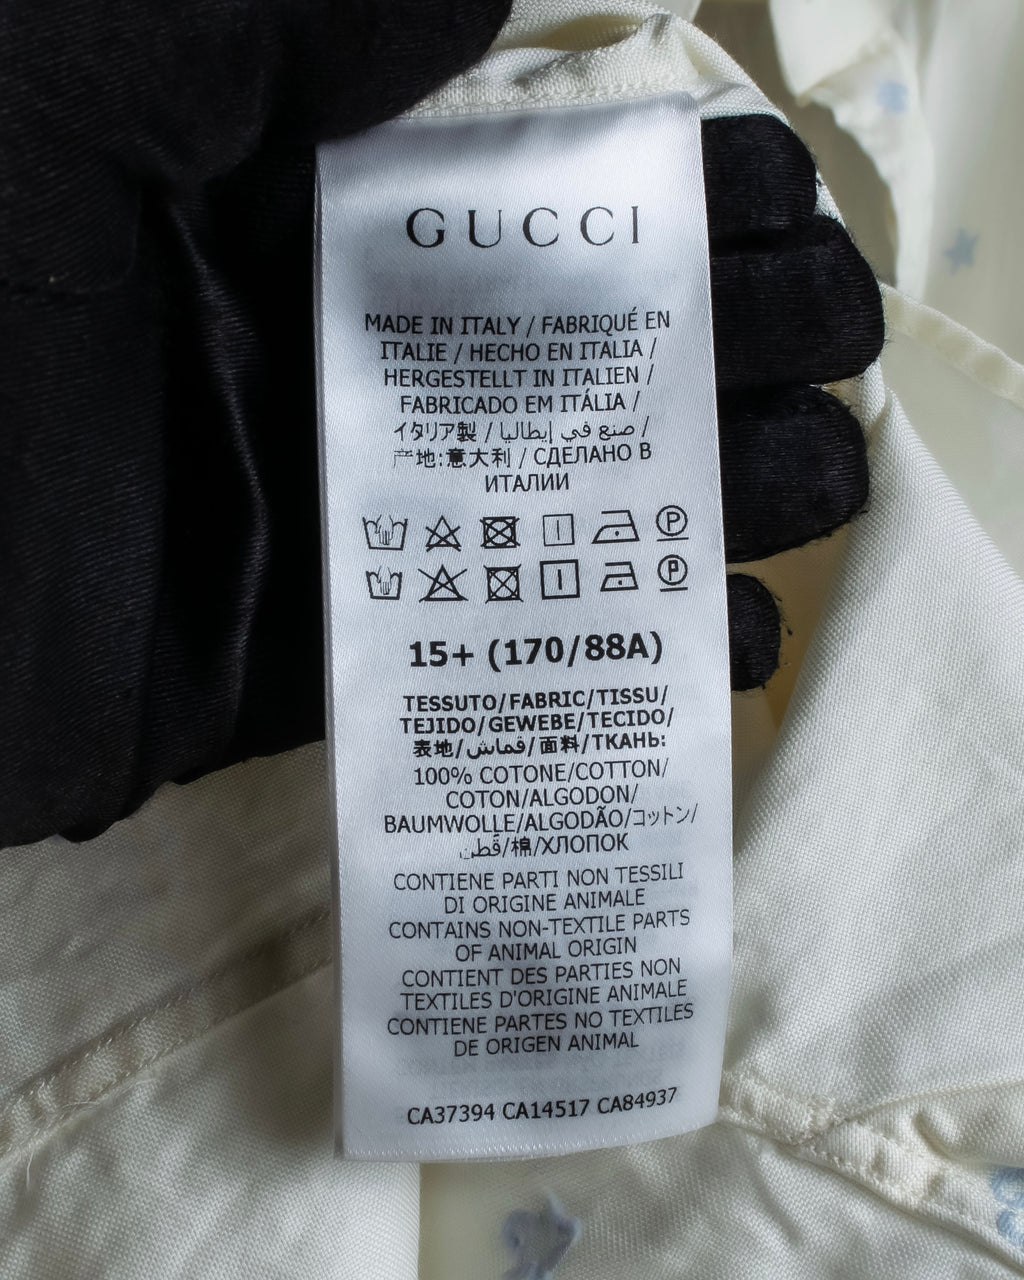 GUCCI
MADE IN ITALY / FABRIQUÉ EN
ITALIE / HECHO EN ITALIA /
HERGESTELLT IN ITALIEN /
FABRICADO EM ITÁLIA /
イタリア製 / صنع في إيطاليا /
产地:意大利 / СДЕЛАНО В
ИТАЛИИ
P
P
15+ (170/88A)
TESSUTO/FABRIC/TISSU/
TEJIDO/GEWEBE/TECIDO/
表地/قماش/面料/ТКАНЬ:
100% COTONE/COTTON/
COTON/ALGODON/
BAUMWOLLE/ALGODÃO/コットン/
قطن/棉/ХЛОПОК
CONTIENE PARTI NON TESSILI
DI ORIGINE ANIMALE
CONTAINS NON-TEXTILE PARTS
OF ANIMAL ORIGIN
CONTIENT DES PARTIES NON
TEXTILES D'ORIGINE ANIMALE
CONTIENE PARTES NO TEXTILES
DE ORIGEN ANIMAL
CA37394 CA14517 CA84937